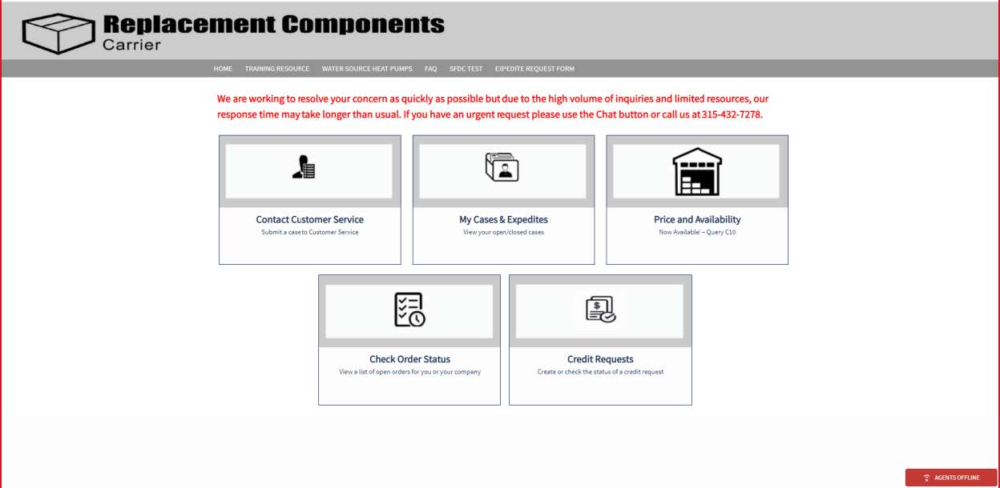 Replacement Components
Carrier
HOME TRAINING RESOURCE WATER SOURCE HEAT PUMPS FAQ SFDC TEST EXPEDITE REQUEST FORM
We are working to resolve your concern as quickly as possible but due to the high volume of inquiries and limited resources, our
response time may take longer than usual. If you have an urgent request please use the Chat button or call us at 315-432-7278.
Contact Customer Service
Submit a case to Customer Service
My Cases & Expedites
View your open/closed cases
Price and Availability
Now Available! – Query C10
$
Check Order Status
View a list of open orders for you or your company
Credit Requests
Create or check the status of a credit request
AGENTS OFFLINE